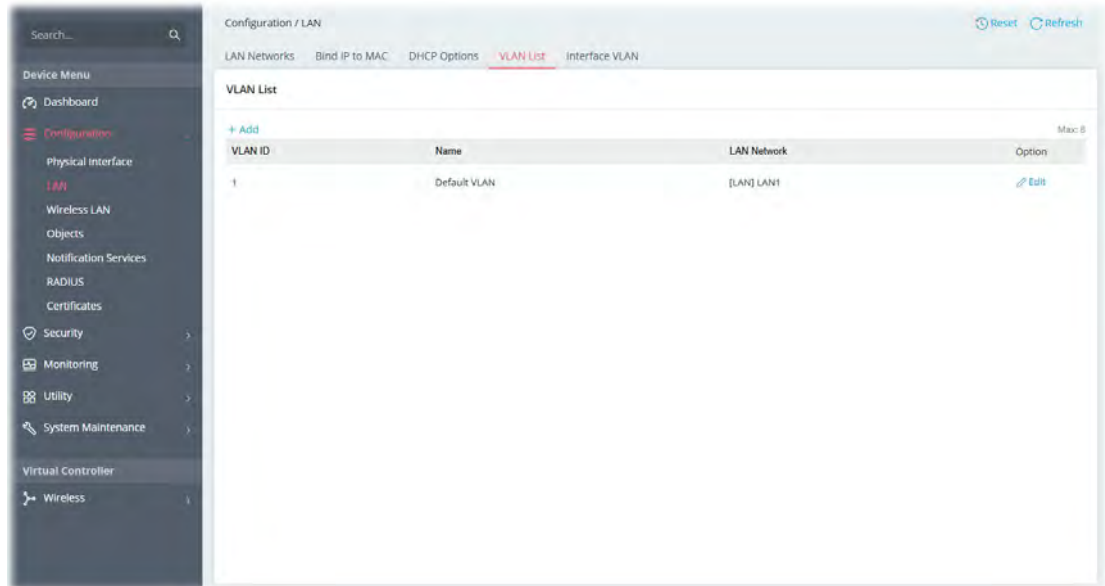 Search...
Device Menu
Dashboard
Configuration
Physical Interface
LAN
Wireless LAN
Objects
Notification Services
RADIUS
Certificates
Security
Monitoring
Utility
System Maintenance
Virtual Controller
Wireless
Configuration / LAN
Reset Refresh
LAN Networks Bind IP to MAC DHCP Options VLAN List Interface VLAN
VLAN List
+ Add Max: 8
VLAN ID Name LAN Network Option
1 Default VLAN [LAN] LAN1 Edit